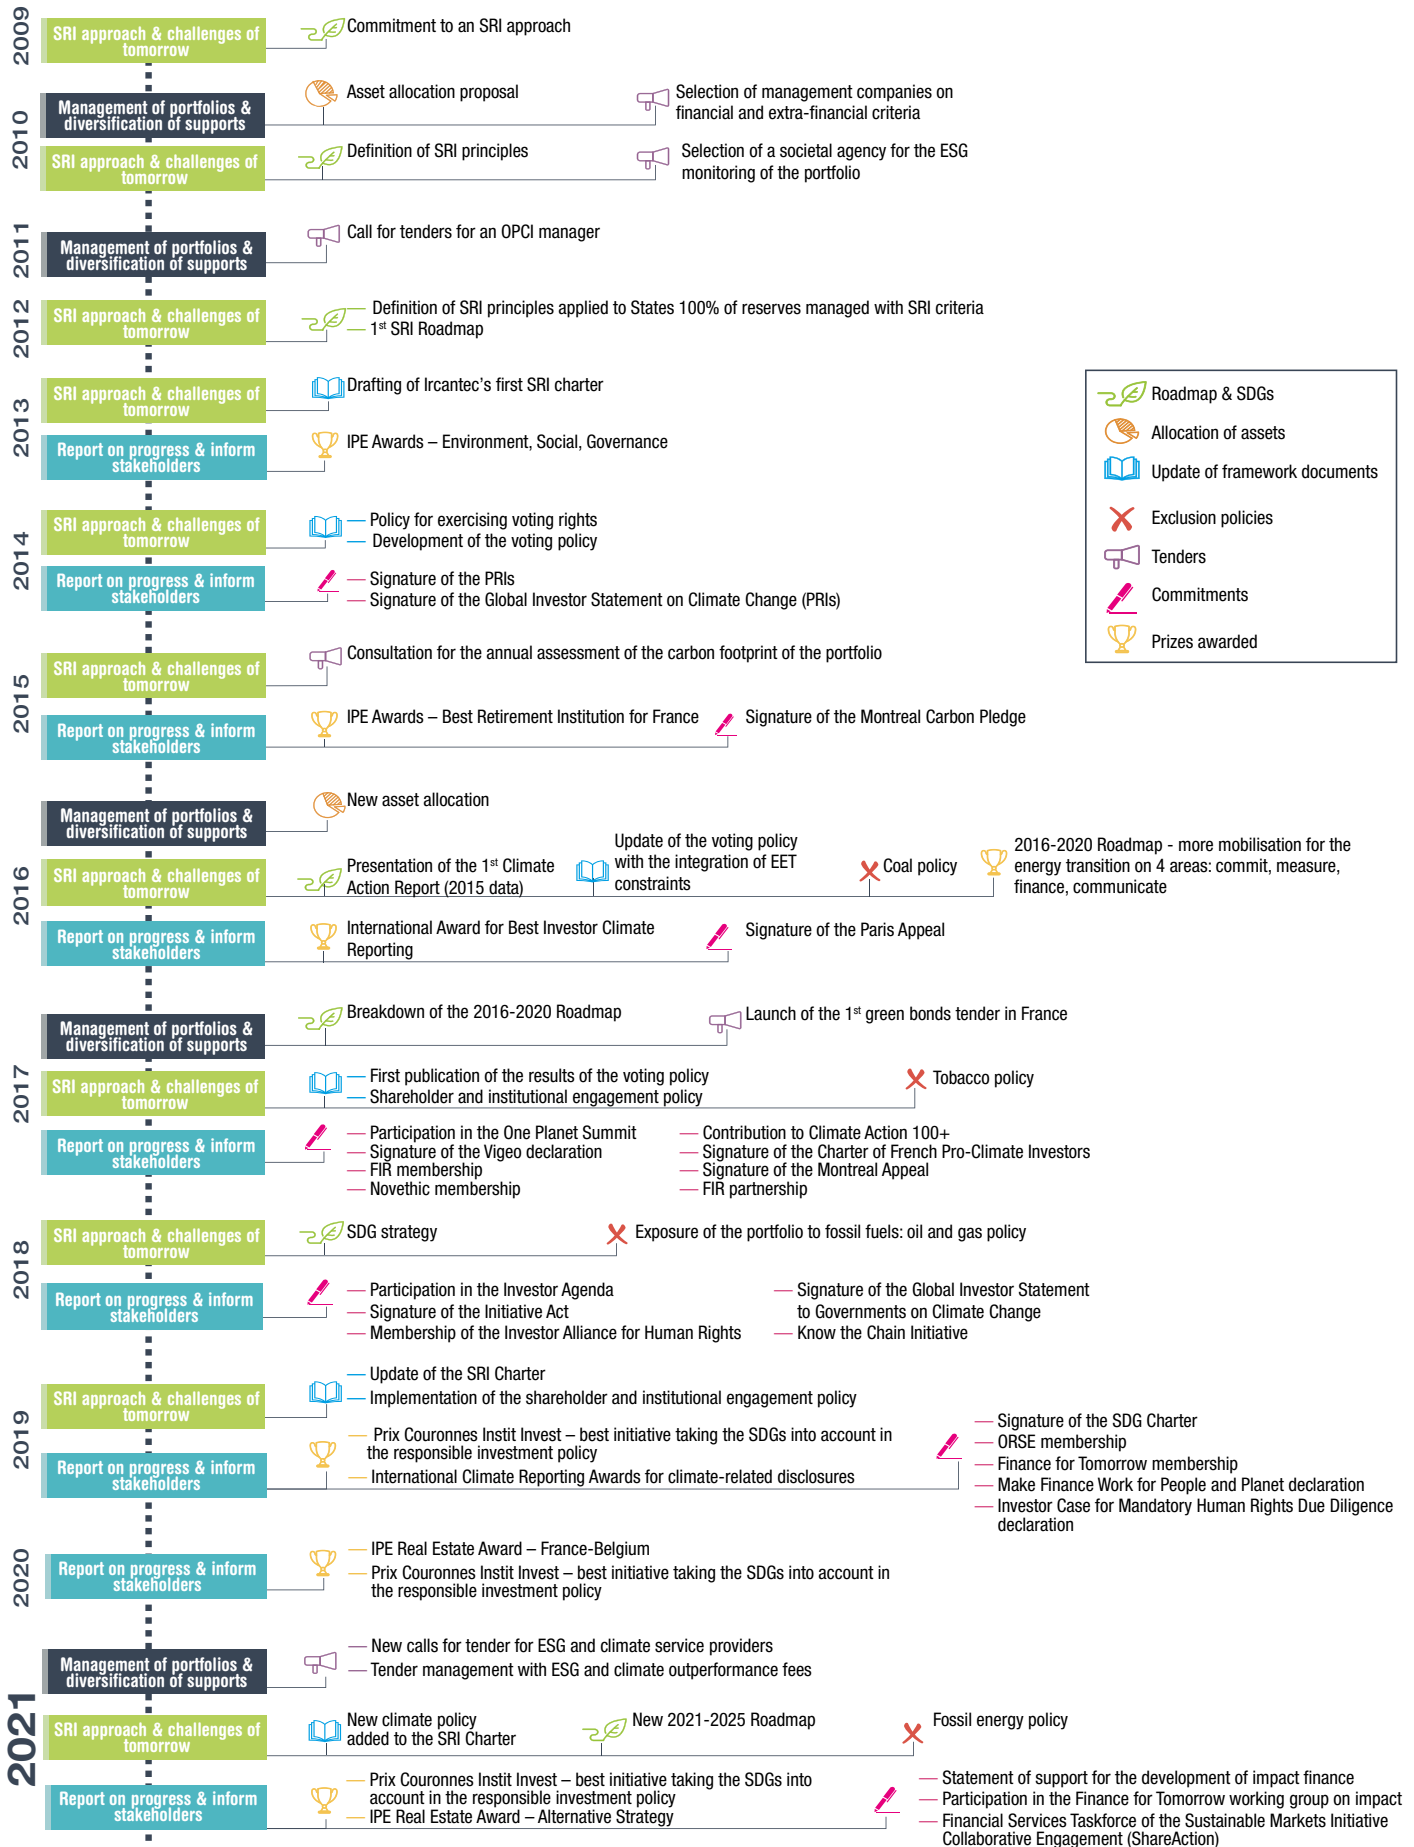 2009
SRI approach & challenges of
tomorrow
Commitment to an SRI approach
2010
Management of portfolios &
diversification of supports
Asset allocation proposal
Selection of management companies on
financial and extra-financial criteria
SRI approach & challenges of
tomorrow
Definition of SRI principles
Selection of a societal agency for the ESG
monitoring of the portfolio
2011
Management of portfolios &
diversification of supports
Call for tenders for an OPCI manager
2012
SRI approach & challenges of
tomorrow
Definition of SRI principles applied to States 100% of reserves managed with SRI criteria
1st SRI Roadmap
2013
SRI approach & challenges of
tomorrow
Drafting of Ircantec's first SRI charter
Report on progress & inform
stakeholders
IPE Awards – Environment, Social, Governance
Roadmap & SDGs
Allocation of assets
Update of framework documents
Exclusion policies
Tenders
Commitments
Prizes awarded
2014
SRI approach & challenges of
tomorrow
Policy for exercising voting rights
Development of the voting policy
Report on progress & inform
stakeholders
Signature of the PRIs
Signature of the Global Investor Statement on Climate Change (PRIs)
2015
SRI approach & challenges of
tomorrow
Consultation for the annual assessment of the carbon footprint of the portfolio
Report on progress & inform
stakeholders
IPE Awards – Best Retirement Institution for France
Signature of the Montreal Carbon Pledge
2016
Management of portfolios &
diversification of supports
New asset allocation
SRI approach & challenges of
tomorrow
Presentation of the 1st Climate
Action Report (2015 data)
Update of the voting policy
with the integration of EET
constraints
Coal policy
2016-2020 Roadmap - more mobilisation for the
energy transition on 4 areas: commit, measure,
finance, communicate
Report on progress & inform
stakeholders
International Award for Best Investor Climate
Reporting
Signature of the Paris Appeal
2017
Management of portfolios &
diversification of supports
Breakdown of the 2016-2020 Roadmap
Launch of the 1st green bonds tender in France
SRI approach & challenges of
tomorrow
First publication of the results of the voting policy
Shareholder and institutional engagement policy
Tobacco policy
Report on progress & inform
stakeholders
Participation in the One Planet Summit
Signature of the Vigeo declaration
FIR membership
Novethic membership
Contribution to Climate Action 100+
Signature of the Charter of French Pro-Climate Investors
Signature of the Montreal Appeal
FIR partnership
2018
SRI approach & challenges of
tomorrow
SDG strategy
Exposure of the portfolio to fossil fuels: oil and gas policy
Report on progress & inform
stakeholders
Participation in the Investor Agenda
Signature of the Initiative Act
Membership of the Investor Alliance for Human Rights
Signature of the Global Investor Statement
to Governments on Climate Change
Know the Chain Initiative
2019
SRI approach & challenges of
tomorrow
Update of the SRI Charter
Implementation of the shareholder and institutional engagement policy
Report on progress & inform
stakeholders
Prix Couronnes Instit Invest – best initiative taking the SDGs into account in
the responsible investment policy
International Climate Reporting Awards for climate-related disclosures
Signature of the SDG Charter
ORSE membership
Finance for Tomorrow membership
Make Finance Work for People and Planet declaration
Investor Case for Mandatory Human Rights Due Diligence
declaration
2020
Report on progress & inform
stakeholders
IPE Real Estate Award – France-Belgium
Prix Couronnes Instit Invest – best initiative taking the SDGs into account in
the responsible investment policy
2021
Management of portfolios &
diversification of supports
New calls for tender for ESG and climate service providers
Tender management with ESG and climate outperformance fees
SRI approach & challenges of
tomorrow
New climate policy
added to the SRI Charter
New 2021-2025 Roadmap
Fossil energy policy
Report on progress & inform
stakeholders
Prix Couronnes Instit Invest – best initiative taking the SDGs into
account in the responsible investment policy
IPE Real Estate Award – Alternative Strategy
Statement of support for the development of impact finance
Participation in the Finance for Tomorrow working group on impact
Financial Services Taskforce of the Sustainable Markets Initiative
Collaborative Engagement (ShareAction)